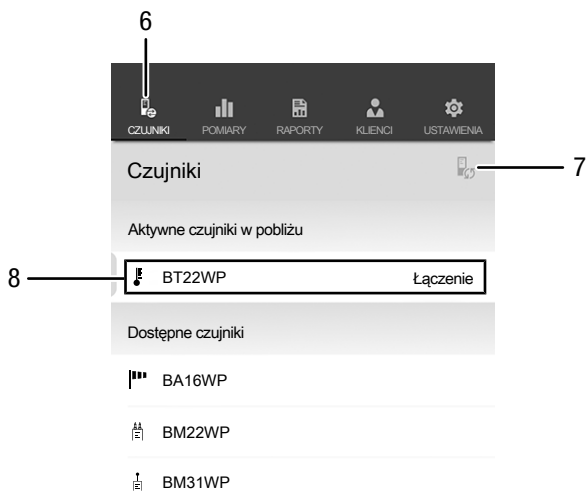 6
CZUJNIKI POMIARY RAPORTY KLIENCI USTAWIENIA
Czujniki
7
Aktywne czujniki w pobliżu
8
BT22WP Łączenie
Dostępne czujniki
BA16WP
BM22WP
BM31WP